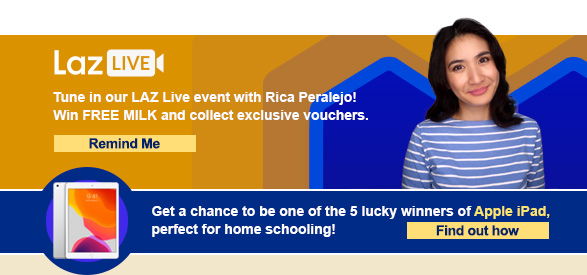 Laz LIVE
Tune in our LAZ Live event with Rica Peralejo!
Win FREE MILK and collect exclusive vouchers.
Remind Me
Get a chance to be one of the 5 lucky winners of Apple iPad,
perfect for home schooling!
Find out how